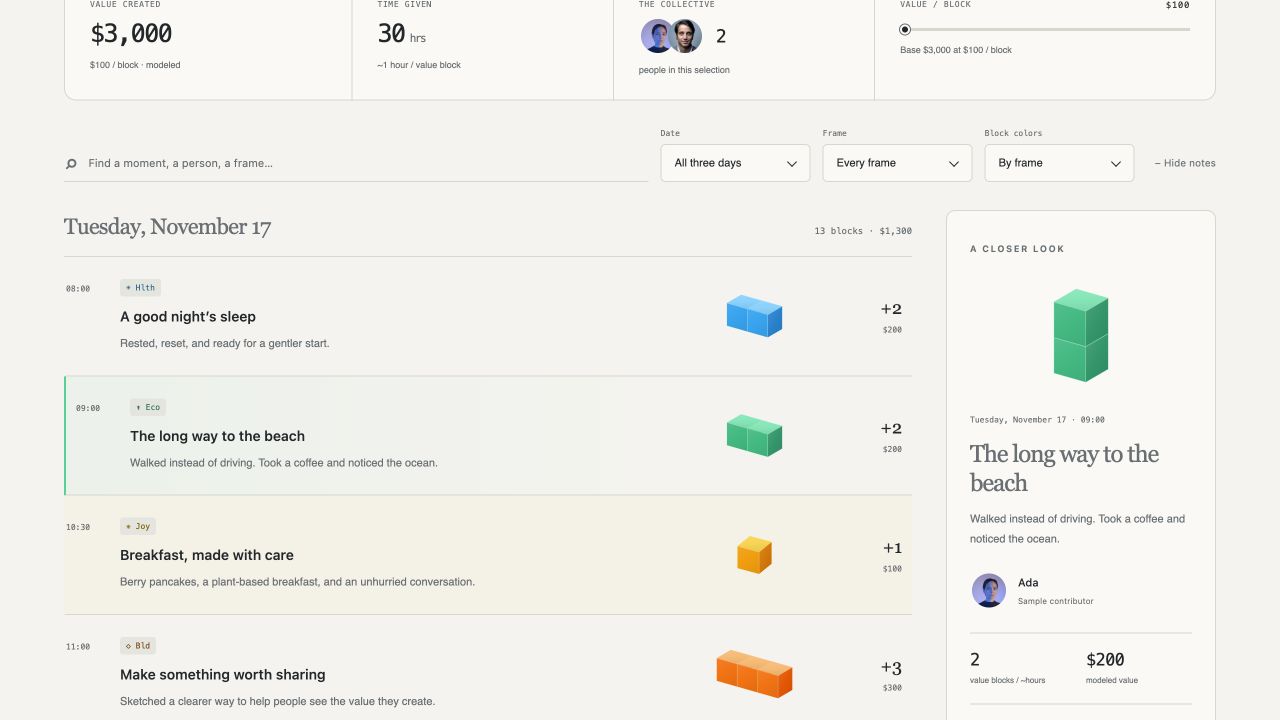 VALUE CREATED
$3,000
$100 / block · modeled
TIME GIVEN
30 hrs
~1 hour / value block
THE COLLECTIVE
2
people in this selection
VALUE / BLOCK
$100
Base $3,000 at $100 / block
Find a moment, a person, a frame…
Date
All three days
Frame
Every frame
Block colors
By frame
– Hide notes
Tuesday, November 17
13 blocks · $1,300
08:00
Hlth
A good night’s sleep
Rested, reset, and ready for a gentler start.
+2
$200
09:00
↑ Eco
The long way to the beach
Walked instead of driving. Took a coffee and noticed the ocean.
+2
$200
10:30
Joy
Breakfast, made with care
Berry pancakes, a plant-based breakfast, and an unhurried conversation.
+1
$100
11:00
◇ Bld
Make something worth sharing
Sketched a clearer way to help people see the value they create.
+3
$300
A CLOSER LOOK
Tuesday, November 17 · 09:00
The long way to the
beach
Walked instead of driving. Took a coffee and
noticed the ocean.
Ada
Sample contributor
2
value blocks / ~hours
$200
modeled value